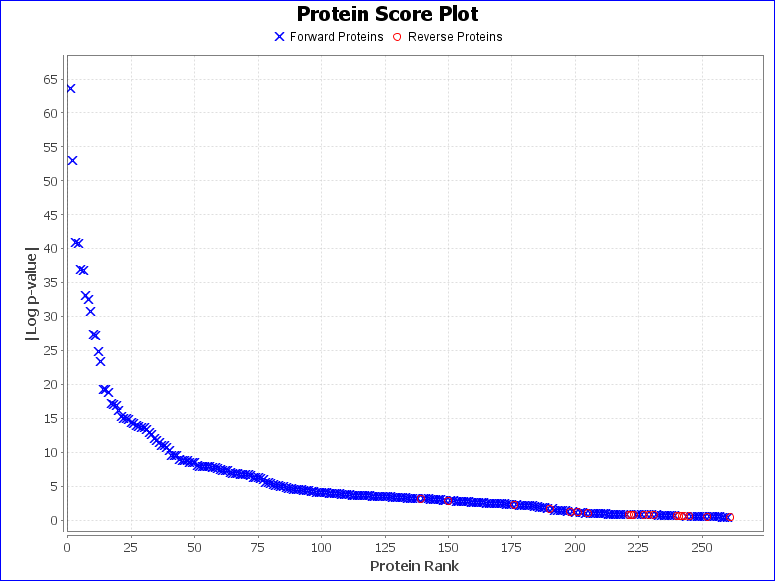 Protein Score Plot
Forward Proteins Reverse Proteins
65
60
55
50
45
40
35
30
25
20
15
10
5
0
|Log p-value|
0 25 50 75 100 125 150 175 200 225 250
Protein Rank